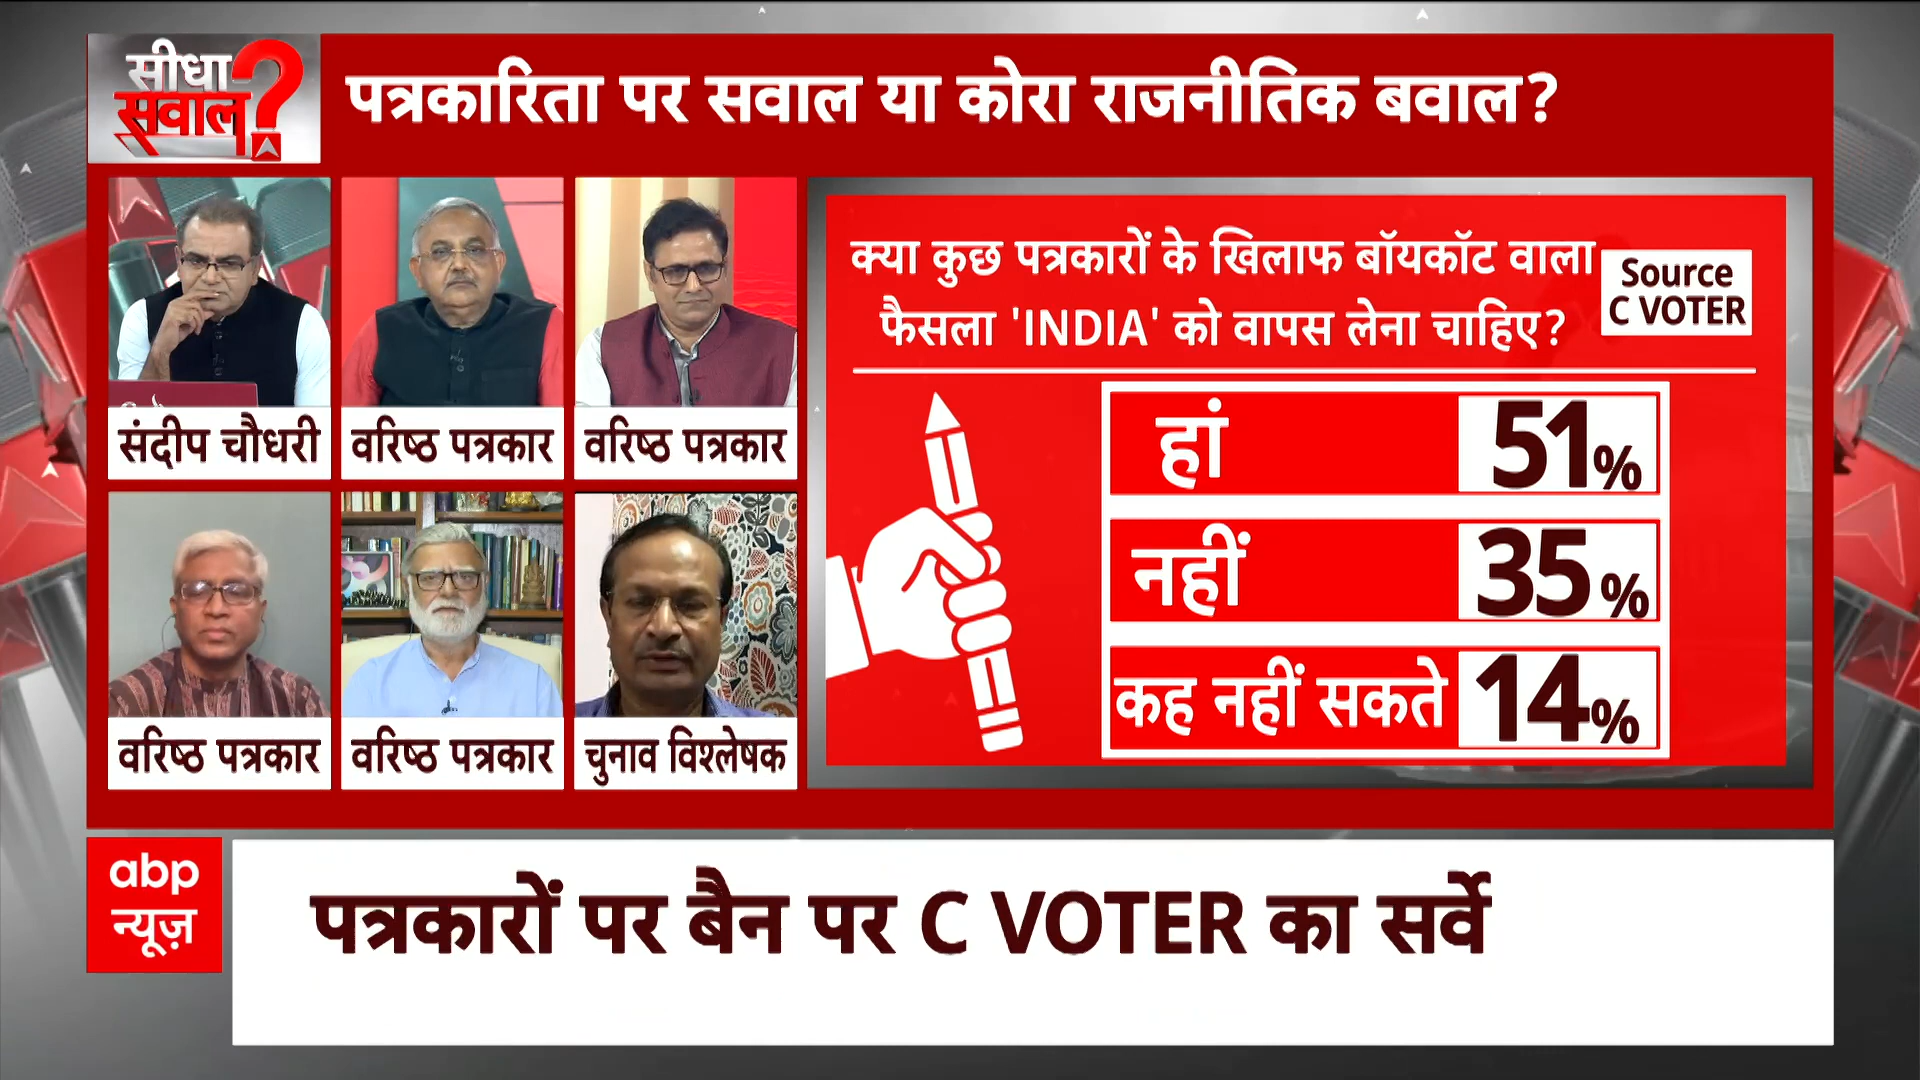 सीधा
सवाल?
पत्रकारिता पर सवाल या कोरा राजनीतिक बवाल?
संदीप चौधरी
वरिष्ठ पत्रकार
वरिष्ठ पत्रकार
वरिष्ठ पत्रकार
वरिष्ठ पत्रकार
चुनाव विश्लेषक
क्या कुछ पत्रकारों के खिलाफ बॉयकॉट वाला
फैसला 'INDIA' को वापस लेना चाहिए?
Source
C VOTER
हां 51%
नहीं 35%
कह नहीं सकते 14%
abp
न्यूज़
पत्रकारों पर बैन पर C VOTER का सर्वे